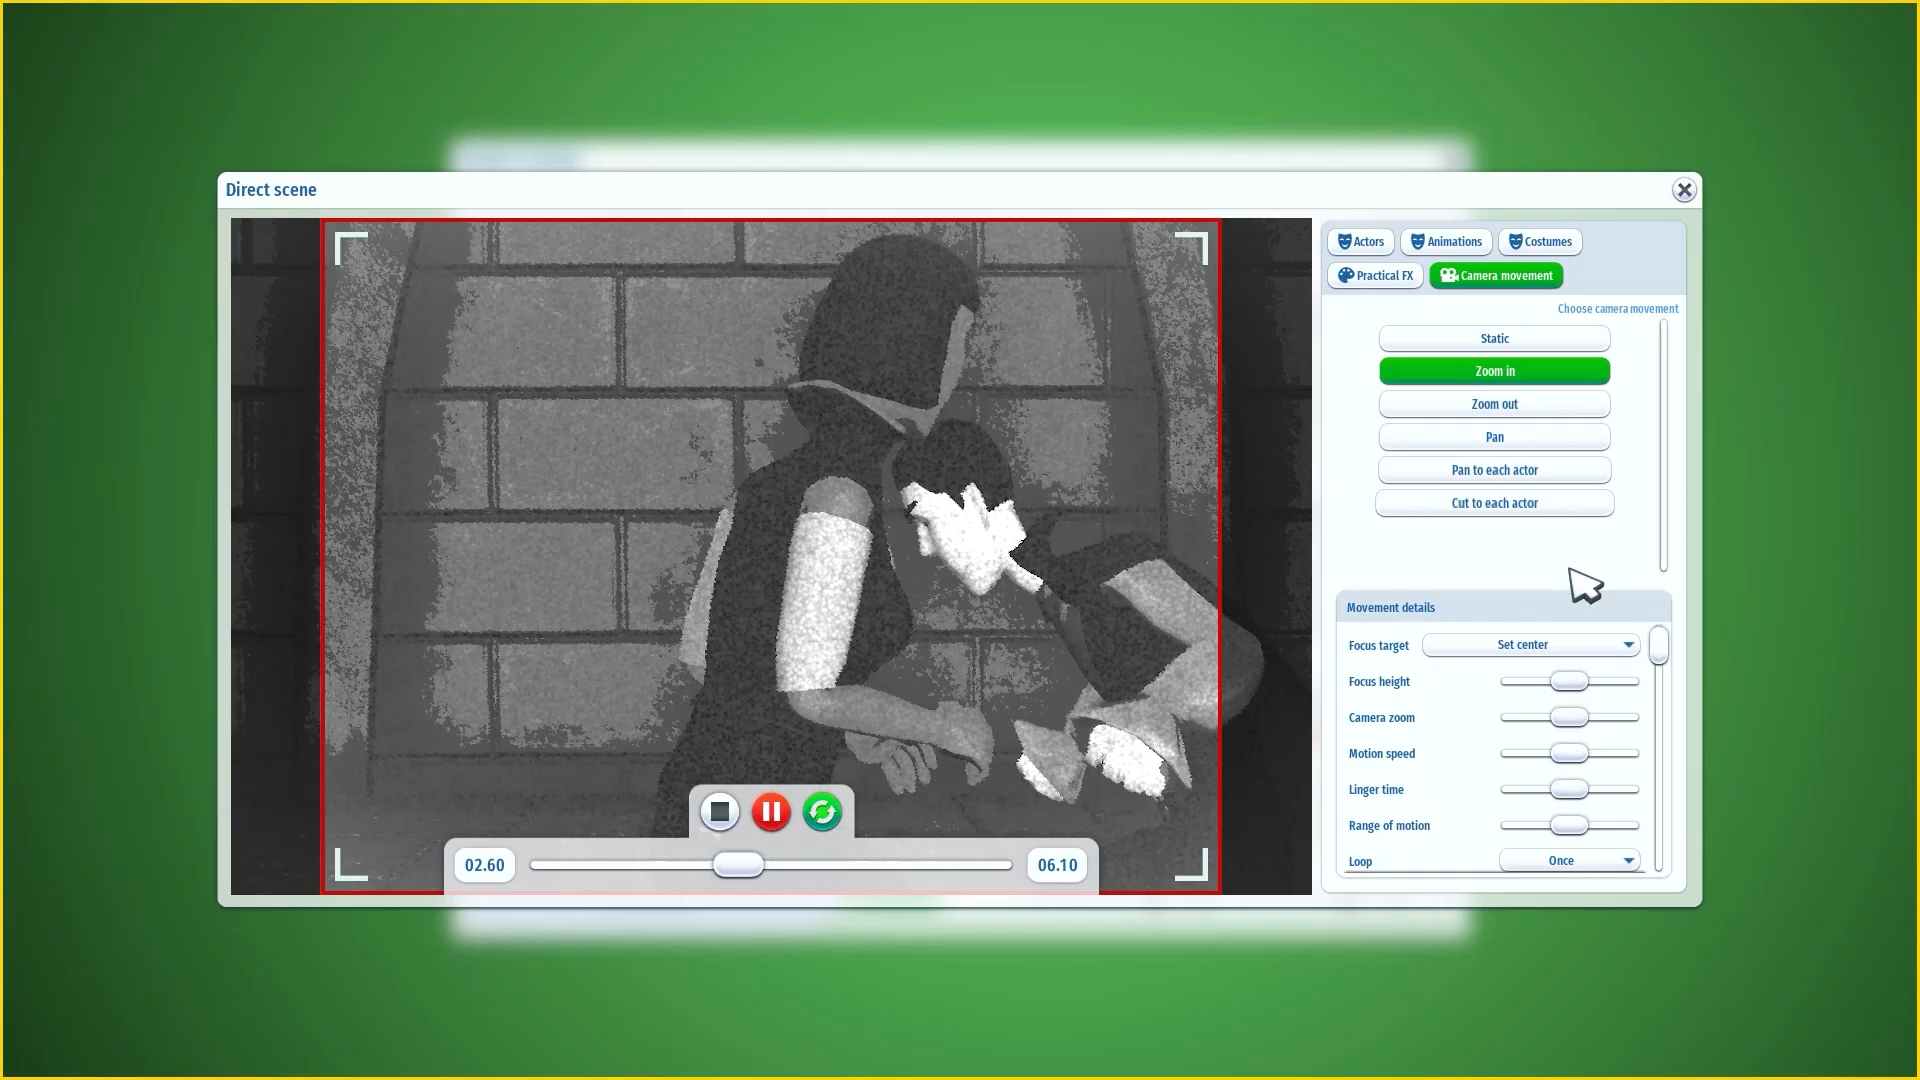 Direct scene
Actors Animations Costumes
Practical FX Camera movement
Choose camera movement
Static
Zoom in
Zoom out
Pan
Pan to each actor
Cut to each actor
Movement details
Focus target Set center
Focus height
Camera zoom
Motion speed
Linger time
Range of motion
Loop Once
02.60 06.10